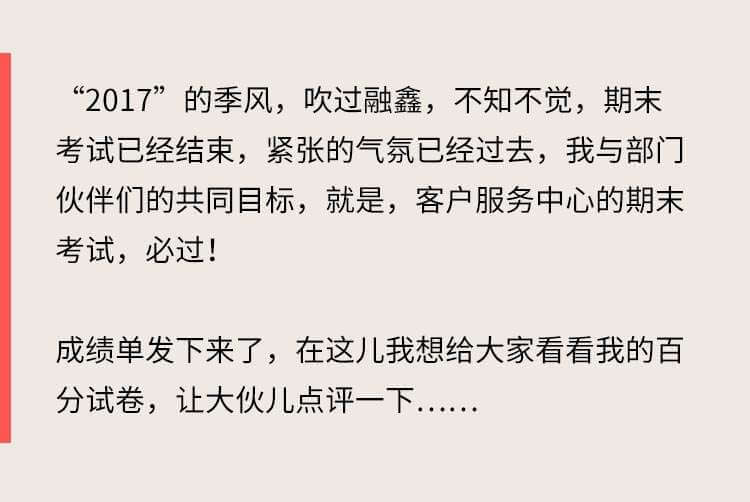 “2017”的季风，吹过融鑫，不知不觉，期末
考试已经结束，紧张的气氛已经过去，我与部门
伙伴们的共同目标，就是，客户服务中心的期末
考试，必过！
成绩单发下来了，在这儿我想给大家看看我的百
分试卷，让大伙儿点评一下……